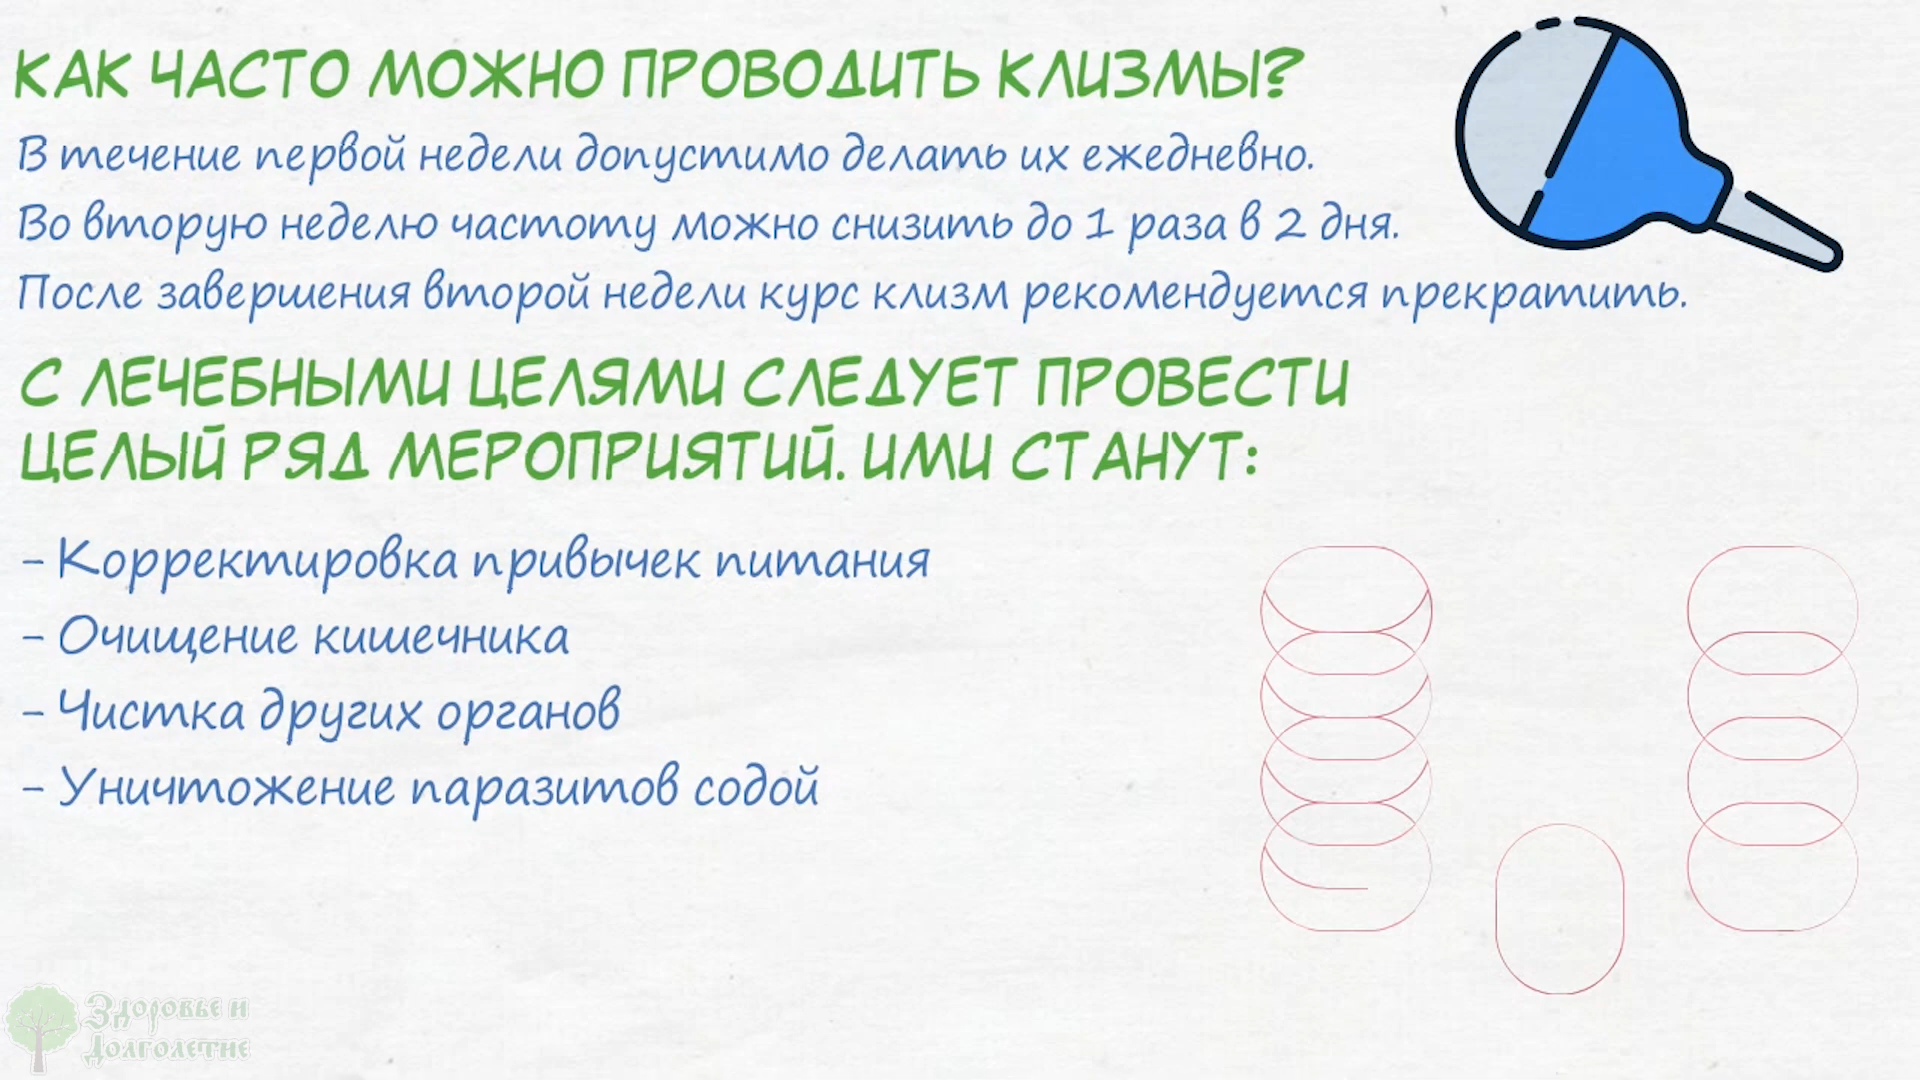 КАК ЧАСТО МОЖНО ПРОВОДИТЬ КЛИЗМЫ?
В течение первой недели допустимо делать их ежедневно.
Во вторую неделю частоту можно снизить до 1 раза в 2 дня.
После завершения второй недели курс клизм рекомендуется прекратить.
С ЛЕЧЕБНЫМИ ЦЕЛЯМИ СЛЕДУЕТ ПРОВЕСТИ
ЦЕЛЫЙ РЯД МЕРОПРИЯТИЙ. ИМИ СТАНУТ:
- Корректировка привычек питания
- Очищение кишечника
- Чистка других органов
- Уничтожение паразитов содой
Здоровье и
Долголетие